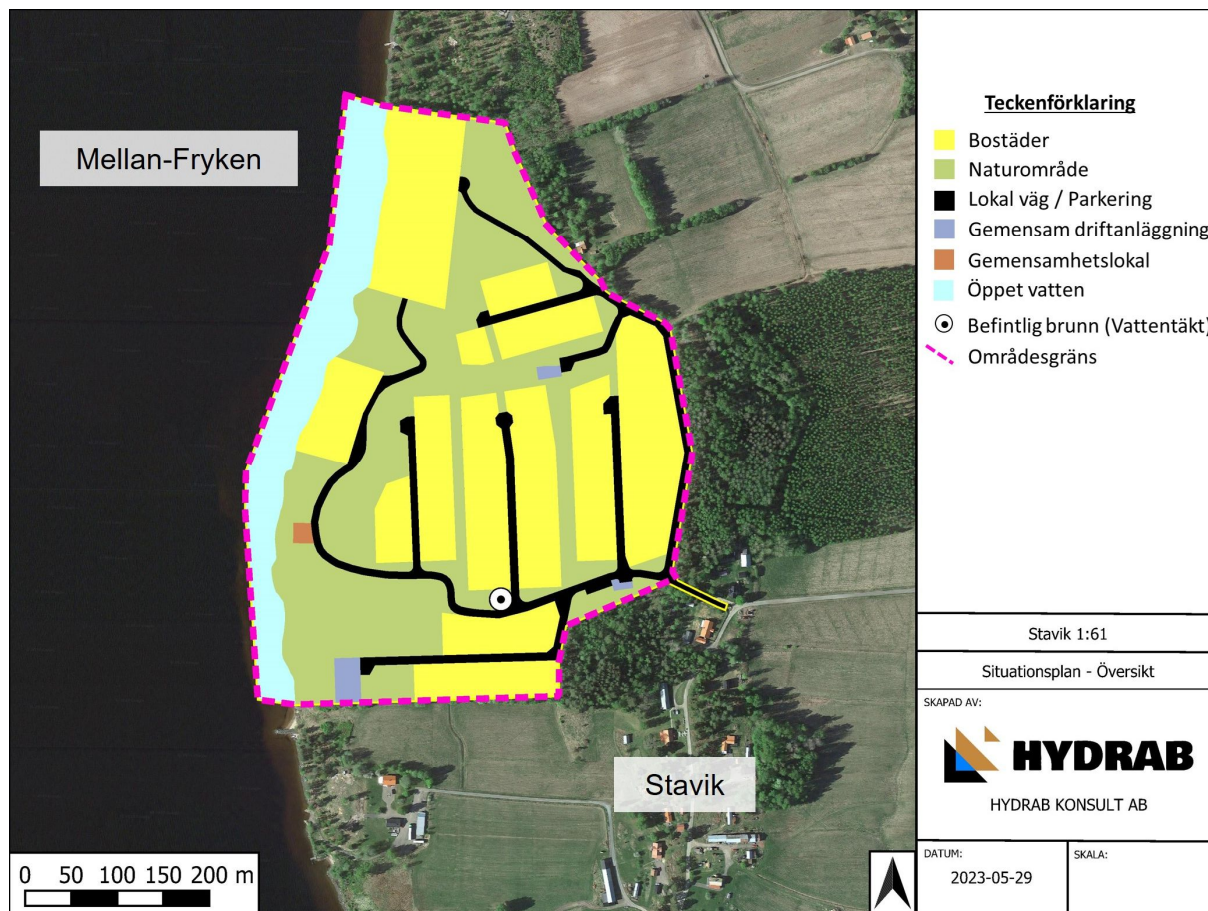 Mellan-Fryken
Stavik
0 50 100 150 200 m
Teckenförklaring
Bostäder
Naturområde
Lokal väg / Parkering
Gemensam driftanläggning
Gemensamhetslokal
Öppet vatten
Befintlig brunn (Vattentäkt)
Områdesgräns
Stavik 1:61
Situationsplan - Översikt
SKAPAD AV:
HYDRAB
HYDRAB KONSULT AB
DATUM:
2023-05-29
SKALA: